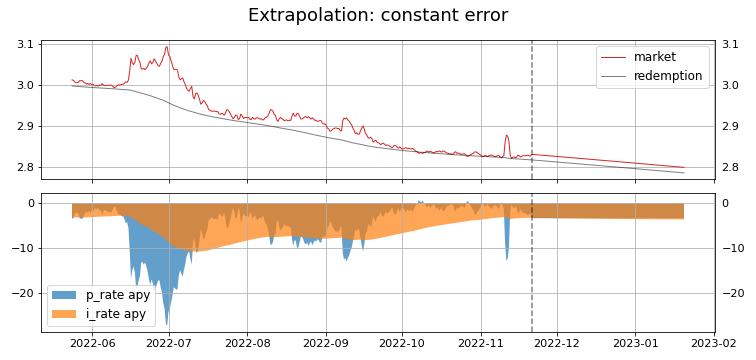 Extrapolation: constant error
3.1
3.1
market
redemption
3.0
3.0
2.9
2.9
2.8
2.8
0
0
−10
−10
−20
−20
p_rate apy
i_rate apy
2022-06 2022-07 2022-08 2022-09 2022-10 2022-11 2022-12 2023-01 2023-02